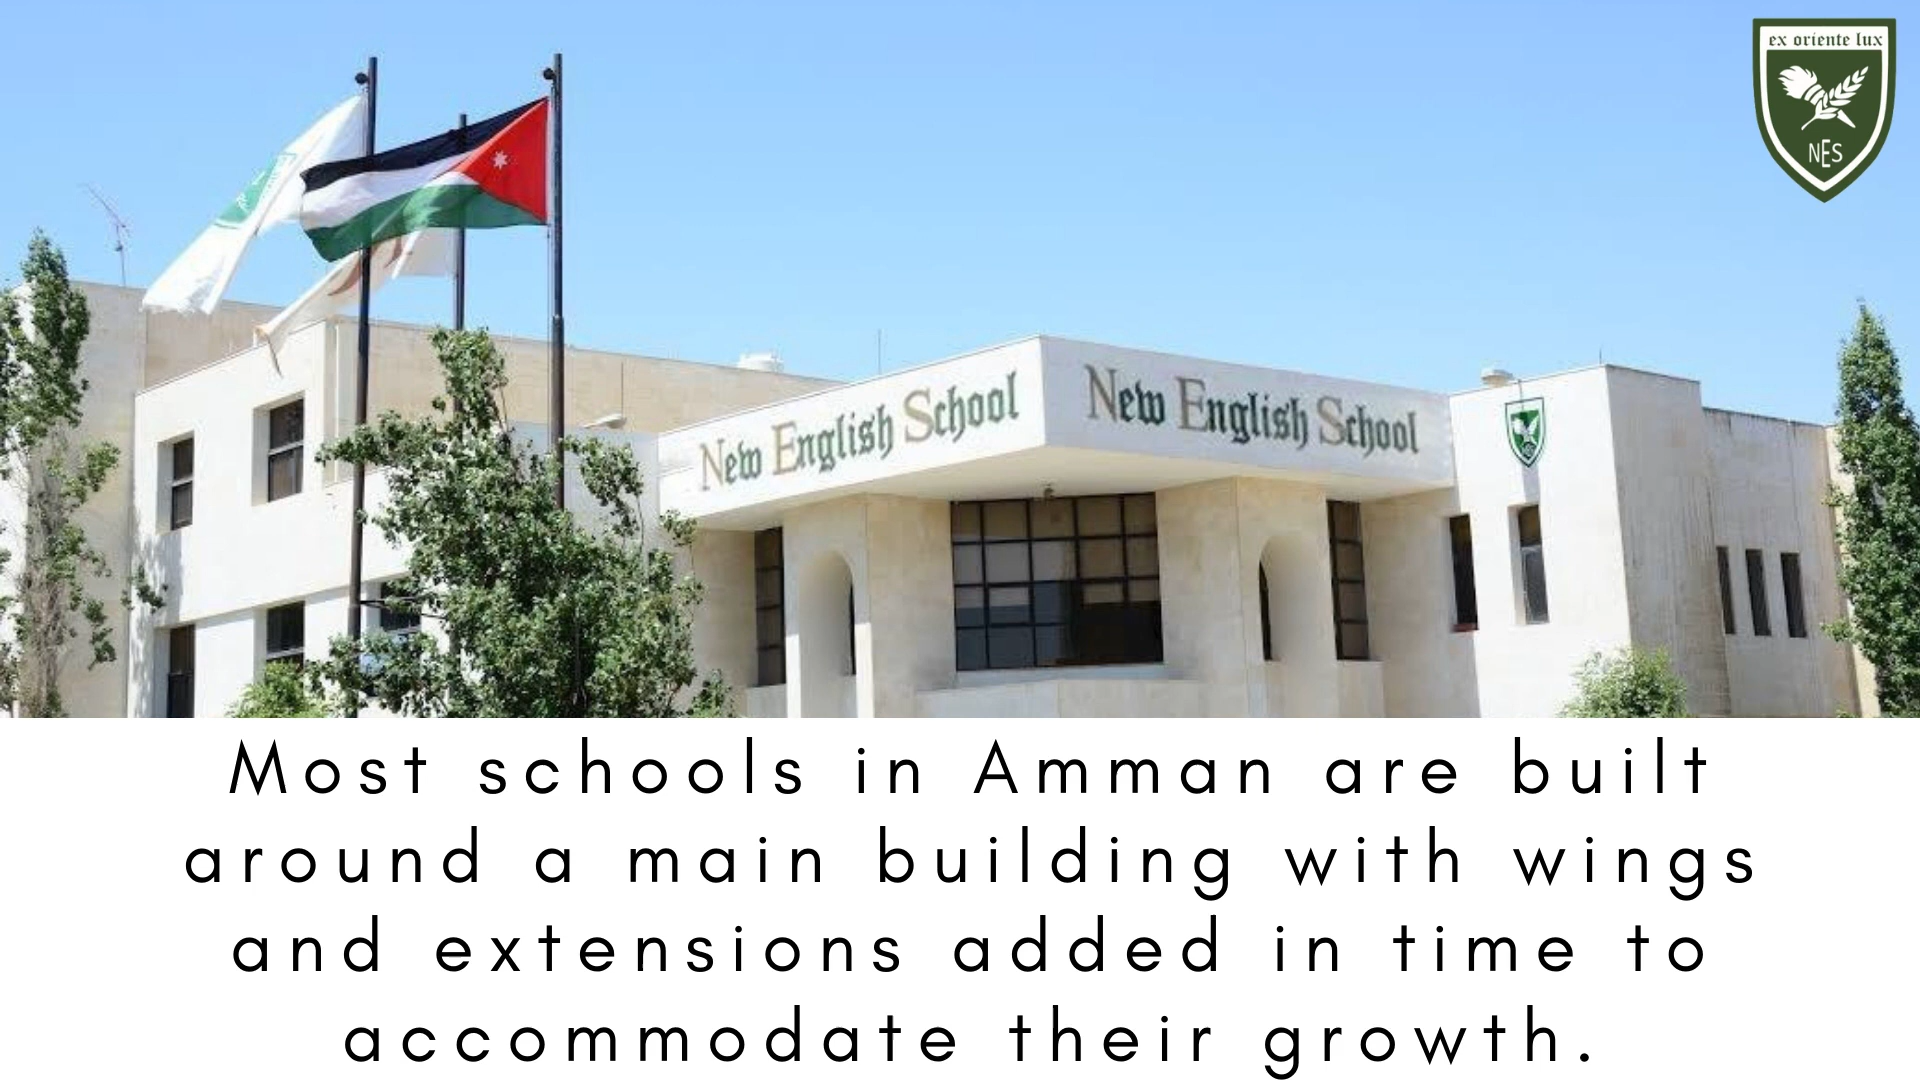 ex oriente lux
NES
New English School
New English School
Most schools in Amman are built
around a main building with wings
and extensions added in time to
accommodate their growth.